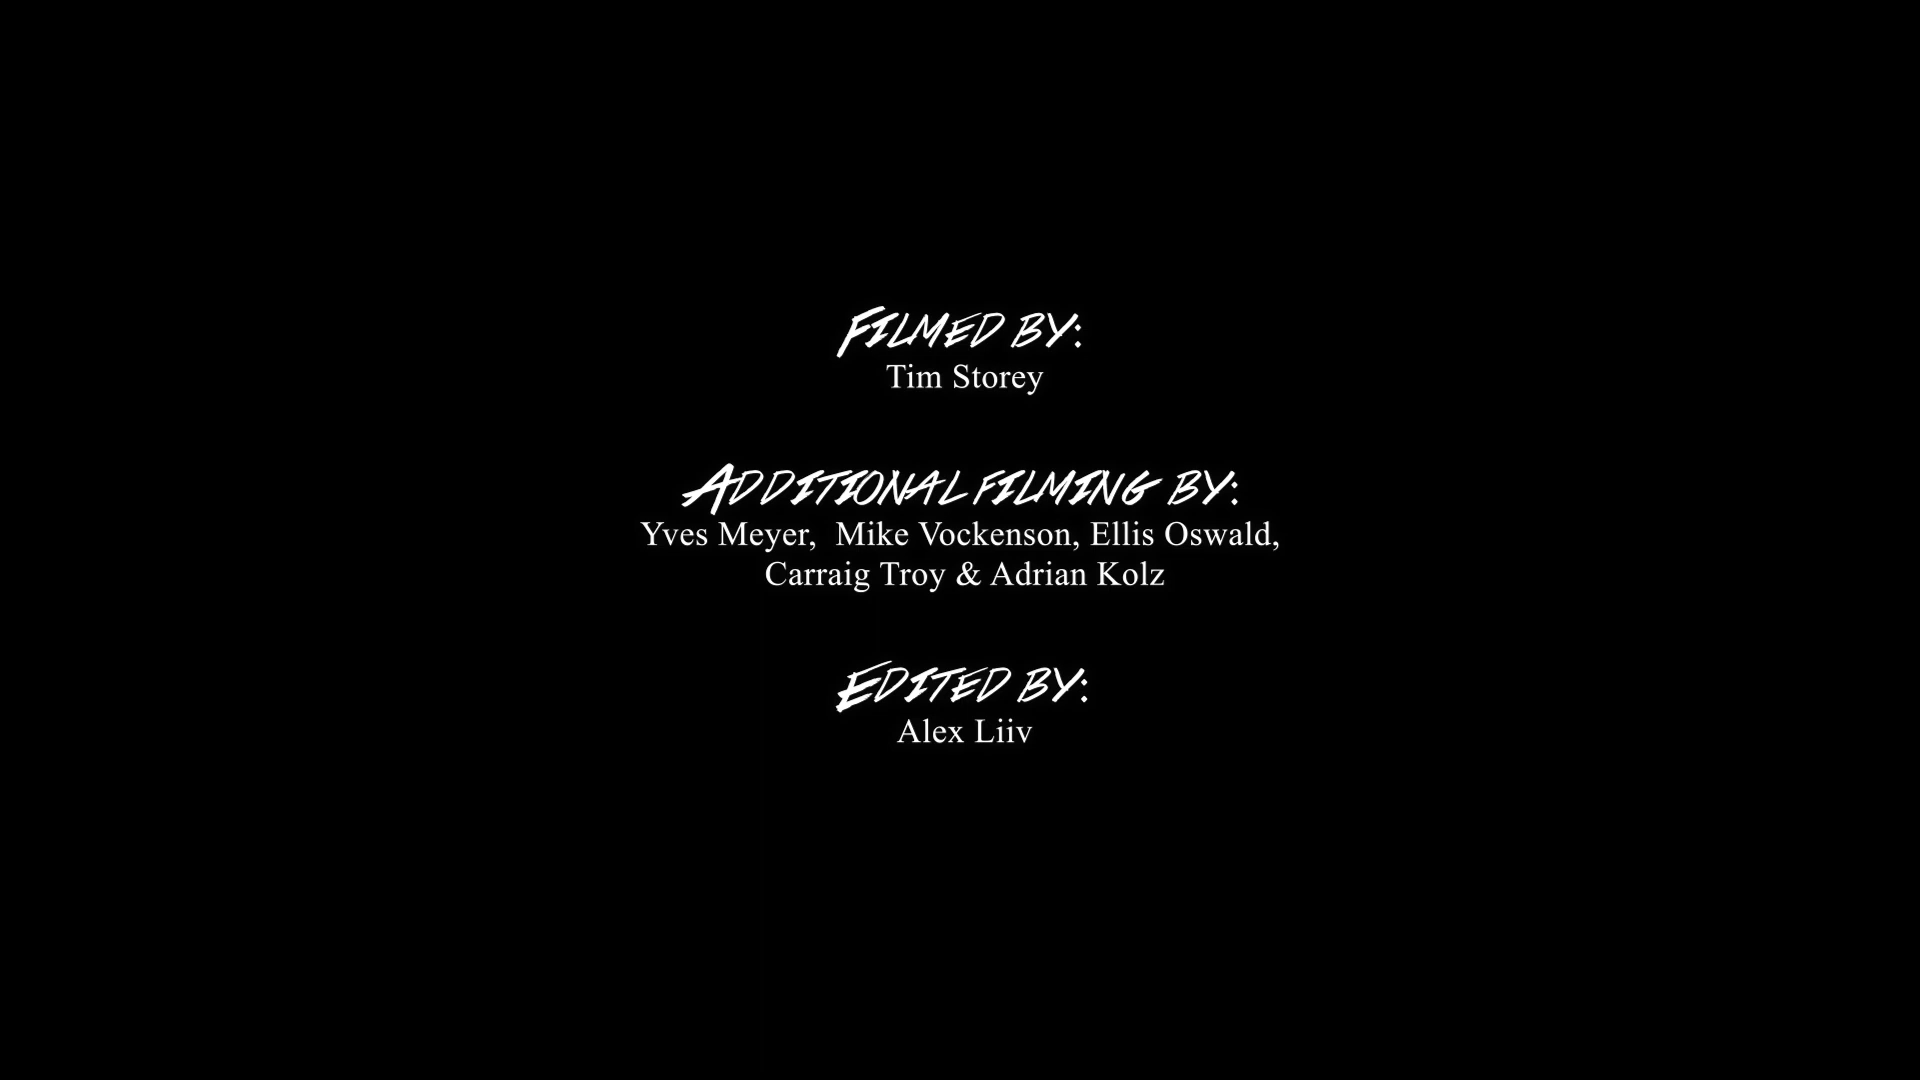 FILMED BY:
Tim Storey
ADDITIONAL FILMING BY:
Yves Meyer,  Mike Vockenson, Ellis Oswald,
Carraig Troy & Adrian Kolz
EDITED BY:
Alex Liiv